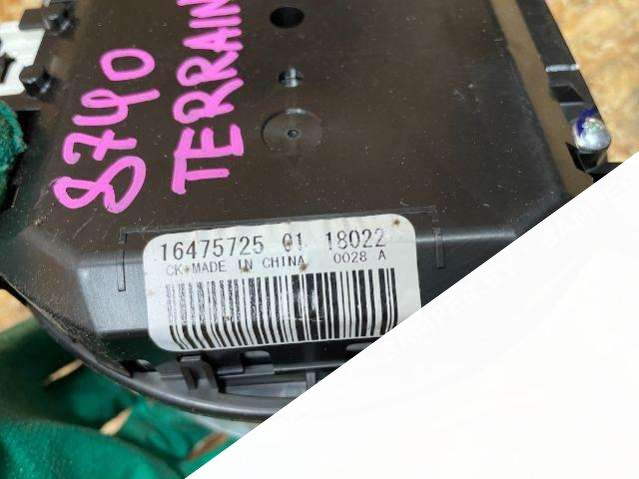 8740
TERRAIN
16475725 01 18022
CK MADE IN CHINA 0028 A